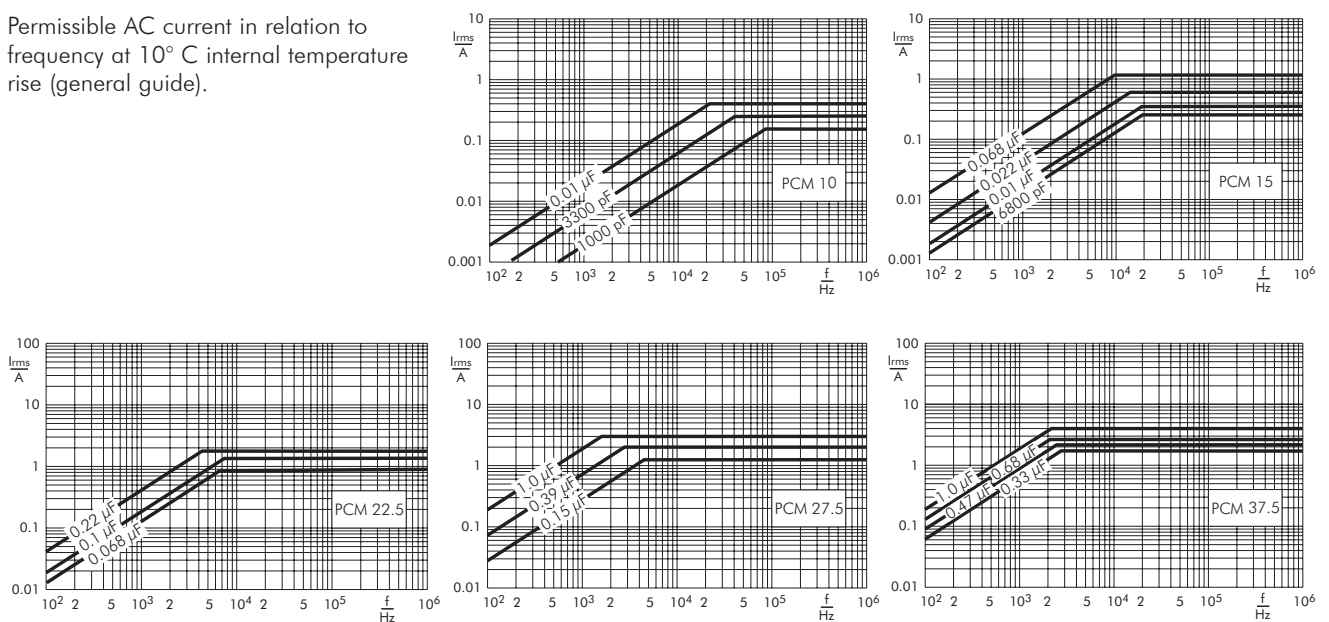 Permissible AC current in relation to
frequency at 10° C internal temperature
rise (general guide).
10
Irms
A
1
0.1
0.01
0.001
0.01 µF
3300 pF
1000 pF
PCM 10
10² 2 5 10³ 2 5 10⁴ 2 5 10⁵ f 10⁶
Hz
10
Irms
A
1
0.1
0.01
0.001
0.068 µF
0.022 µF
0.01 µF
6800 pF
PCM 15
10² 2 5 10³ 2 5 10⁴ 2 5 10⁵ f 10⁶
Hz
100
Irms
A
10
1
0.1
0.01
0.22 µF
0.1 µF
0.068 µF
PCM 22.5
10² 2 5 10³ 2 5 10⁴ 2 5 10⁵ f 10⁶
Hz
100
Irms
A
10
1
0.1
0.01
1.0 µF
0.39 µF
0.15 µF
PCM 27.5
10² 2 5 10³ 2 5 10⁴ 2 5 10⁵ f 10⁶
Hz
100
Irms
A
10
1
0.1
0.01
1.0 µF
0.68 µF
0.47 µF
0.33 µF
PCM 37.5
10² 2 5 10³ 2 5 10⁴ 2 5 10⁵ f 10⁶
Hz